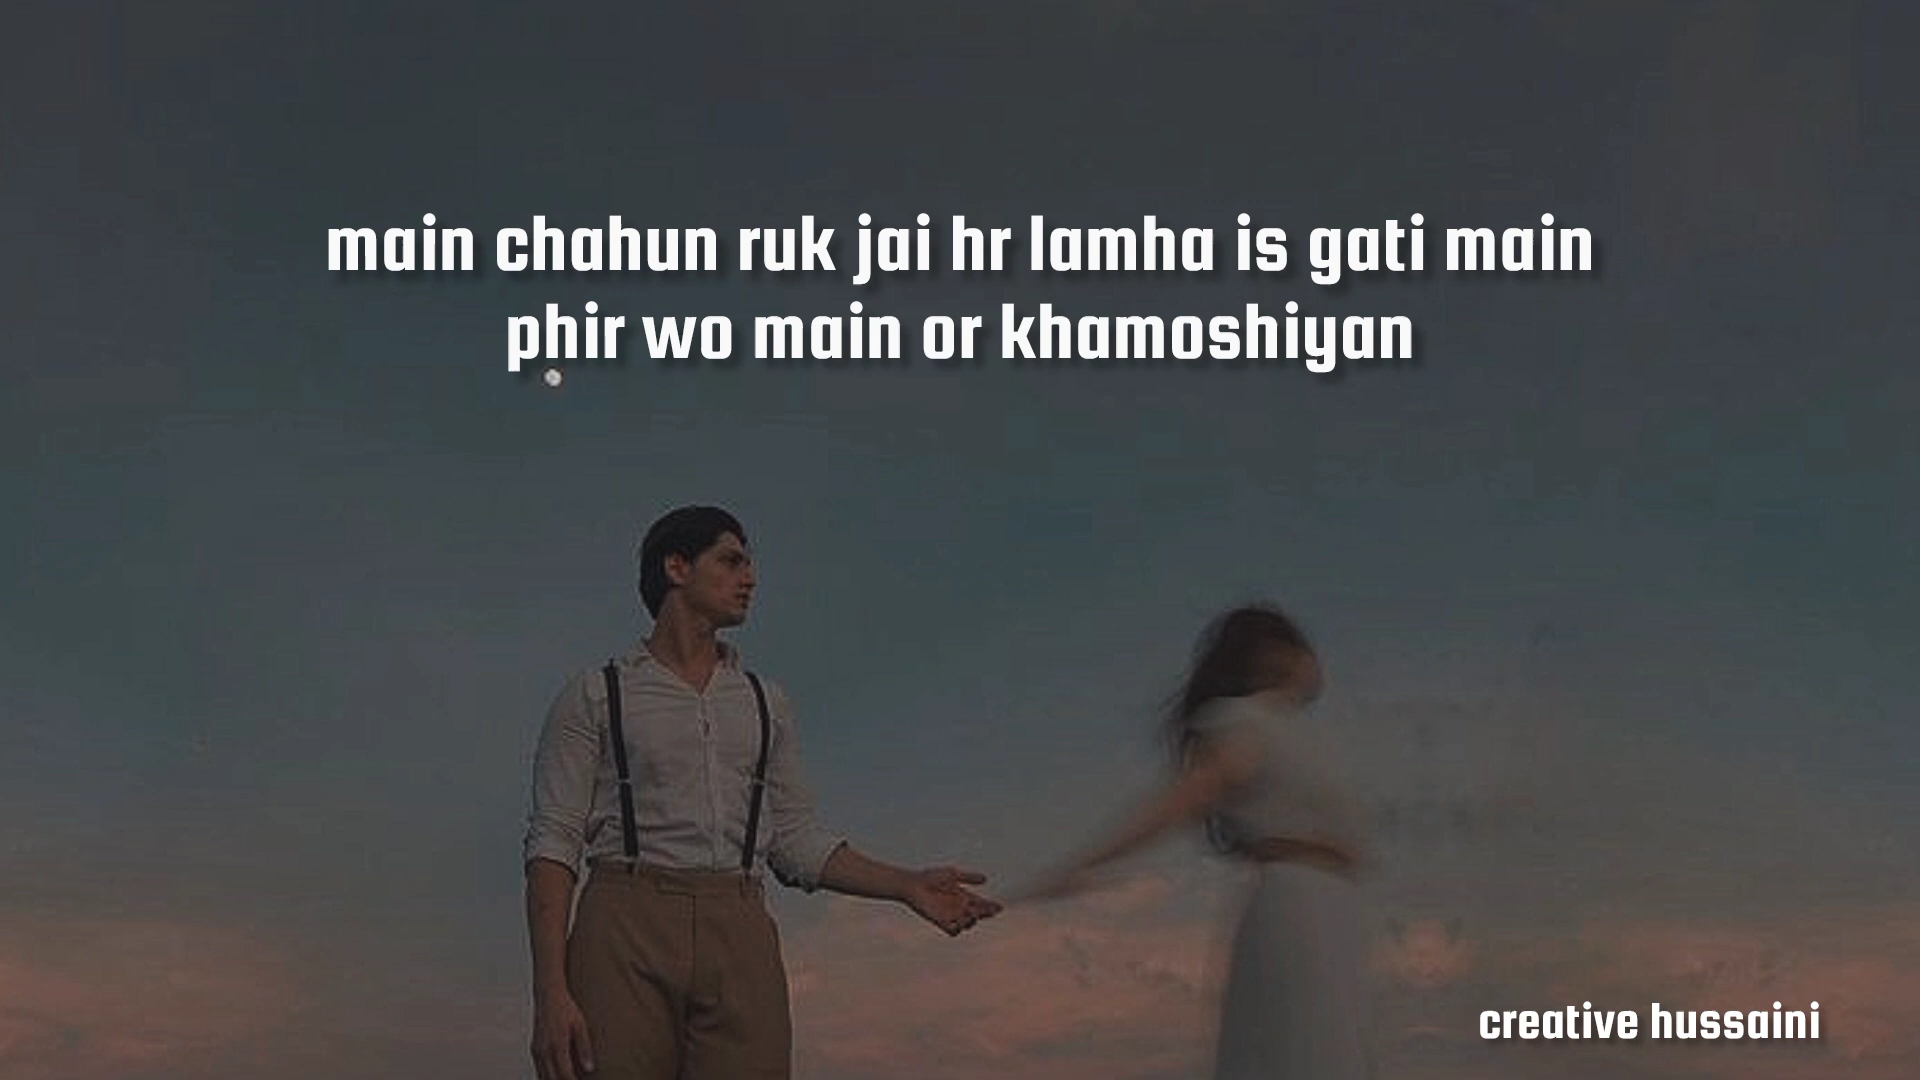 main chahun ruk jai hr lamha is gati main
phir wo main or khamoshiyan
creative hussaini